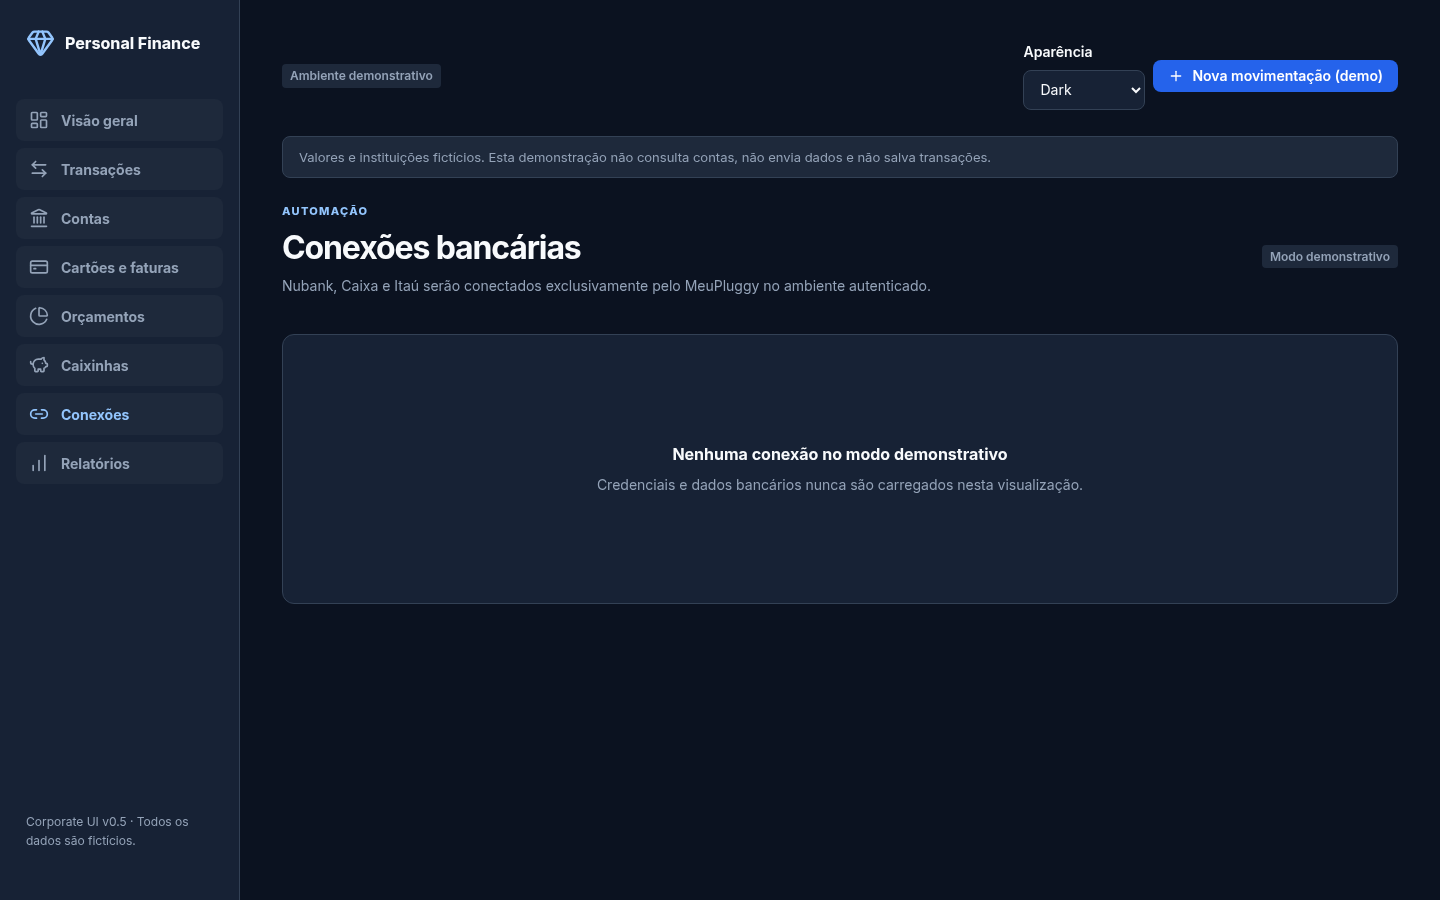 Personal Finance
Visão geral
Transações
Contas
Cartões e faturas
Orçamentos
Caixinhas
Conexões
Relatórios
Corporate UI v0.5 · Todos os
dados são fictícios.
Ambiente demonstrativo
Aparência
Dark
Nova movimentação (demo)
Valores e instituições fictícios. Esta demonstração não consulta contas, não envia dados e não salva transações.
AUTOMAÇÃO
Conexões bancárias
Modo demonstrativo
Nubank, Caixa e Itaú serão conectados exclusivamente pelo MeuPluggy no ambiente autenticado.
Nenhuma conexão no modo demonstrativo
Credenciais e dados bancários nunca são carregados nesta visualização.